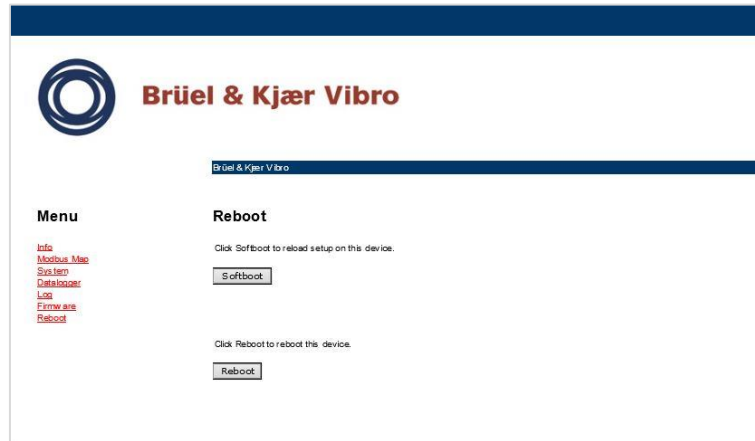 Brüel & Kjær Vibro
Brüel & Kjær Vibro
Menu
Info
Modbus Map
System
Datalogger
Log
Firmware
Reboot
Reboot
Click Softboot to reload setup on this device.
Softboot
Click Reboot to reboot this device.
Reboot